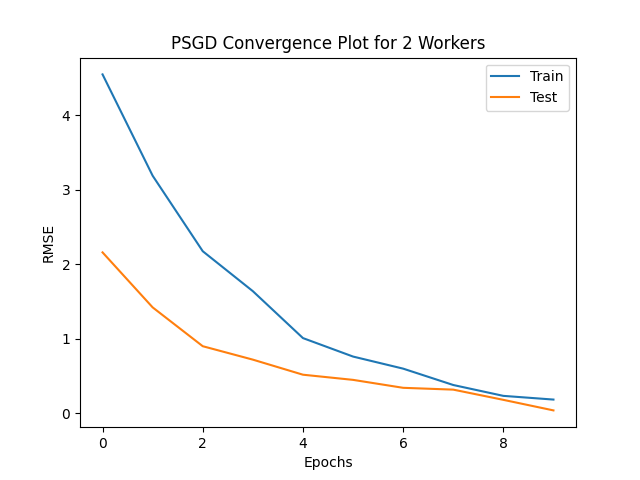 PSGD Convergence Plot for 2 Workers
Train
Test
4
3
2
1
0
RMSE
0 2 4 6 8
Epochs